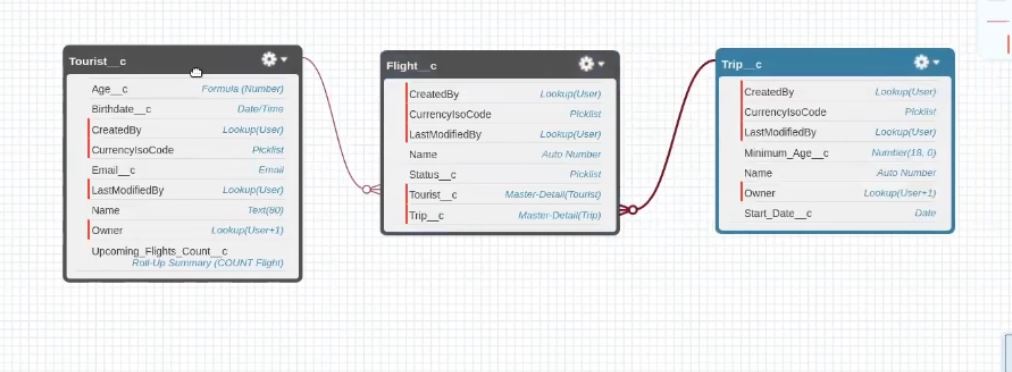 Tourist__c
Age__c Formula (Number)
Birthdate__c Date/Time
CreatedBy Lookup(User)
CurrencyIsoCode Picklist
Email__c Email
LastModifiedBy Lookup(User)
Name Text(80)
Owner Lookup(User+1)
Upcoming_Flights_Count__c
Roll-Up Summary (COUNT Flight)
Flight__c
CreatedBy Lookup(User)
CurrencyIsoCode Picklist
LastModifiedBy Lookup(User)
Name Auto Number
Status__c Picklist
Tourist__c Master-Detail(Tourist)
Trip__c Master-Detail(Trip)
Trip__c
CreatedBy Lookup(User)
CurrencyIsoCode Picklist
LastModifiedBy Lookup(User)
Minimum_Age__c Number(18, 0)
Name Auto Number
Owner Lookup(User+1)
Start_Date__c Date